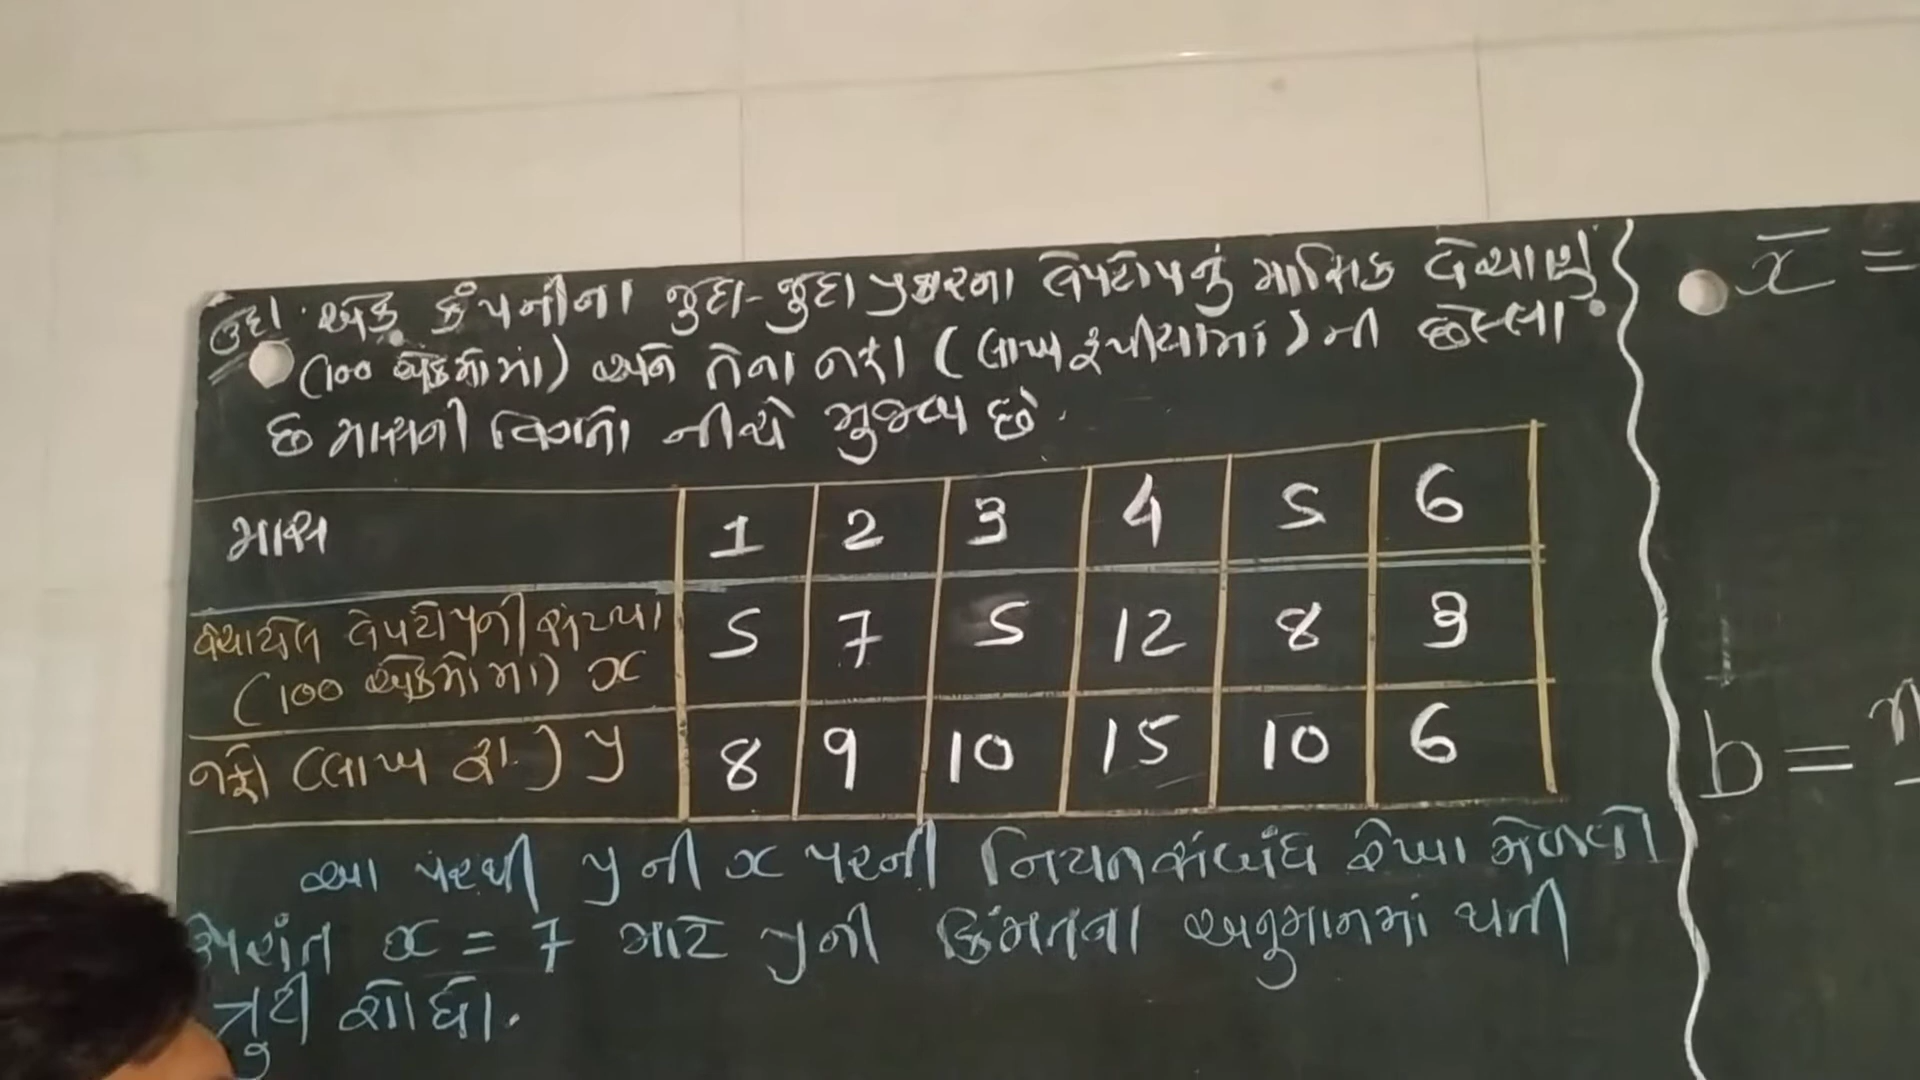 ઉદા. એક કંપનીના જુદા-જુદા પ્રકારના લેપટોપનું માસિક વેચાણ
(100 એકમોમાં) અને તેના નફા (લાખ રૂપીયામાં) ની છેલ્લા
છ માસની વિગતો નીચે મુજબ છે.
માસ 1 2 3 4 5 6
વેચાયેલ લેપટોપની સંખ્યા
(100 એકમોમાં) x 5 7 5 12 8 3
નફો (લાખ રૂ.) y 8 9 10 15 10 6
આ પરથી y ની x પરની નિયતસંબંધ રેખા મેળવો
ઉપરાંત x = 7 માટે y ની કિંમતના અનુમાનમાં થતી
ત્રુટી શોધો.
x̄ =
b = n